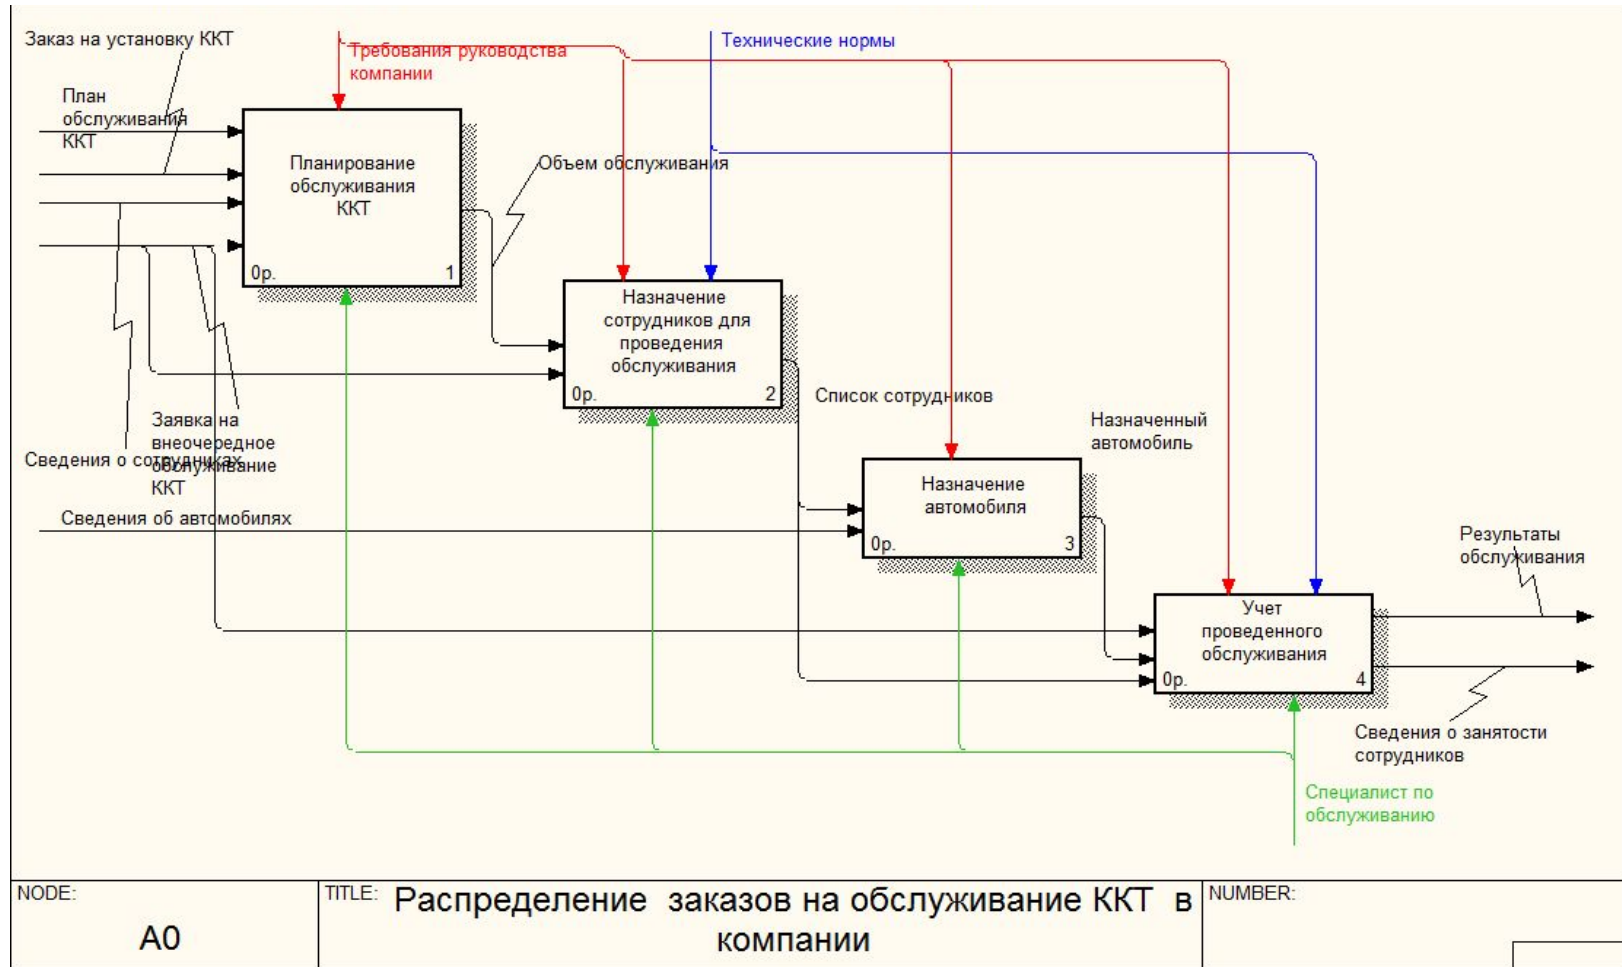 Заказ на установку ККТ
План
обслуживания
ККТ
Требования руководства
компании
Технические нормы
Планирование
обслуживания
ККТ
0р.
1
Объем обслуживания
Назначение
сотрудников для
проведения
обслуживания
0р.
2
Список сотрудников
Заявка на
внеочередное
обслуживание
ККТ
Сведения о сотрудниках
Сведения об автомобилях
Назначенный
автомобиль
Назначение
автомобиля
0р.
3
Результаты
обслуживания
Учет
проведенного
обслуживания
0р.
4
Сведения о занятости
сотрудников
Специалист по
обслуживанию
NODE:
A0
TITLE:
Распределение заказов на обслуживание ККТ в
компании
NUMBER: